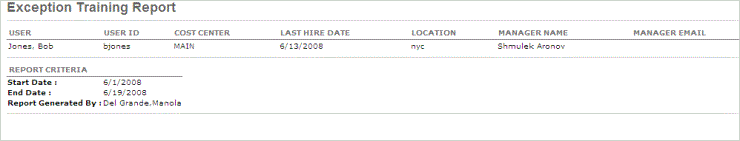 Exception Training Report
USER USER ID COST CENTER LAST HIRE DATE LOCATION MANAGER NAME MANAGER EMAIL
Jones, Bob bjones MAIN 6/13/2008 nyc Shmulek Aronov
REPORT CRITERIA
Start Date : 6/1/2008
End Date : 6/19/2008
Report Generated By : Del Grande,Manola